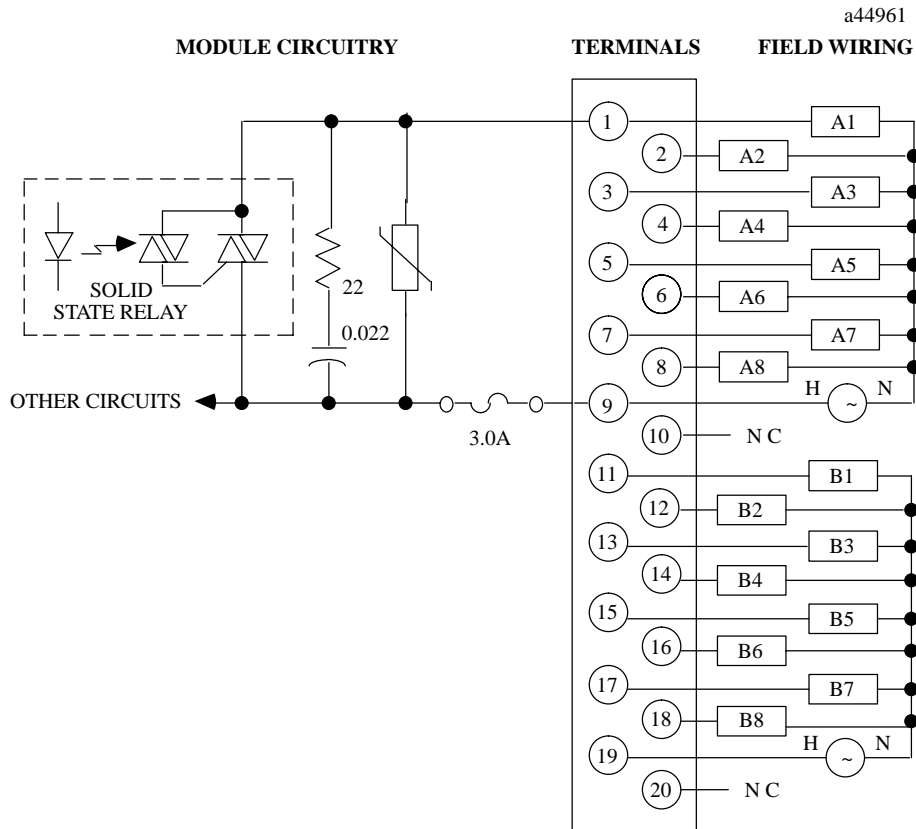 a44961
MODULE CIRCUITRY TERMINALS FIELD WIRING
1 A1
2 A2
3 A3
4 A4
5 A5
6 A6
7 A7
8 A8
SOLID
STATE RELAY
22
0.022
OTHER CIRCUITS
3.0A
9 H ~ N
10 N C
11 B1
12 B2
13 B3
14 B4
15 B5
16 B6
17 B7
18 B8
19 H ~ N
20 N C